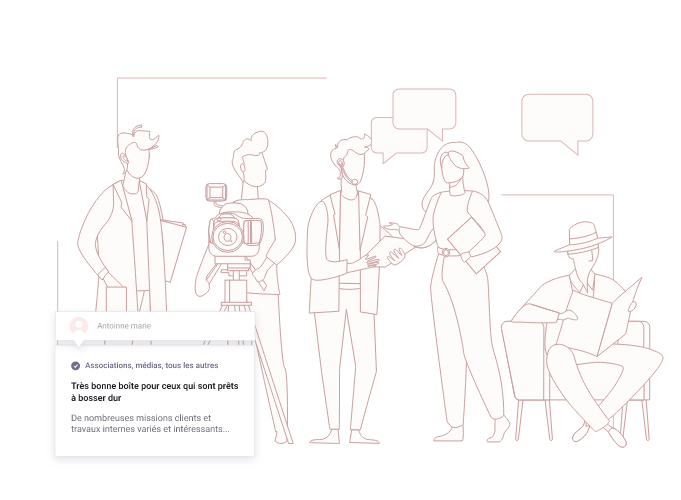 Antoinne marie
Associations, médias, tous les autres
Très bonne boîte pour ceux qui sont prêts
à bosser dur
De nombreuses missions clients et
travaux internes variés et intéressants...